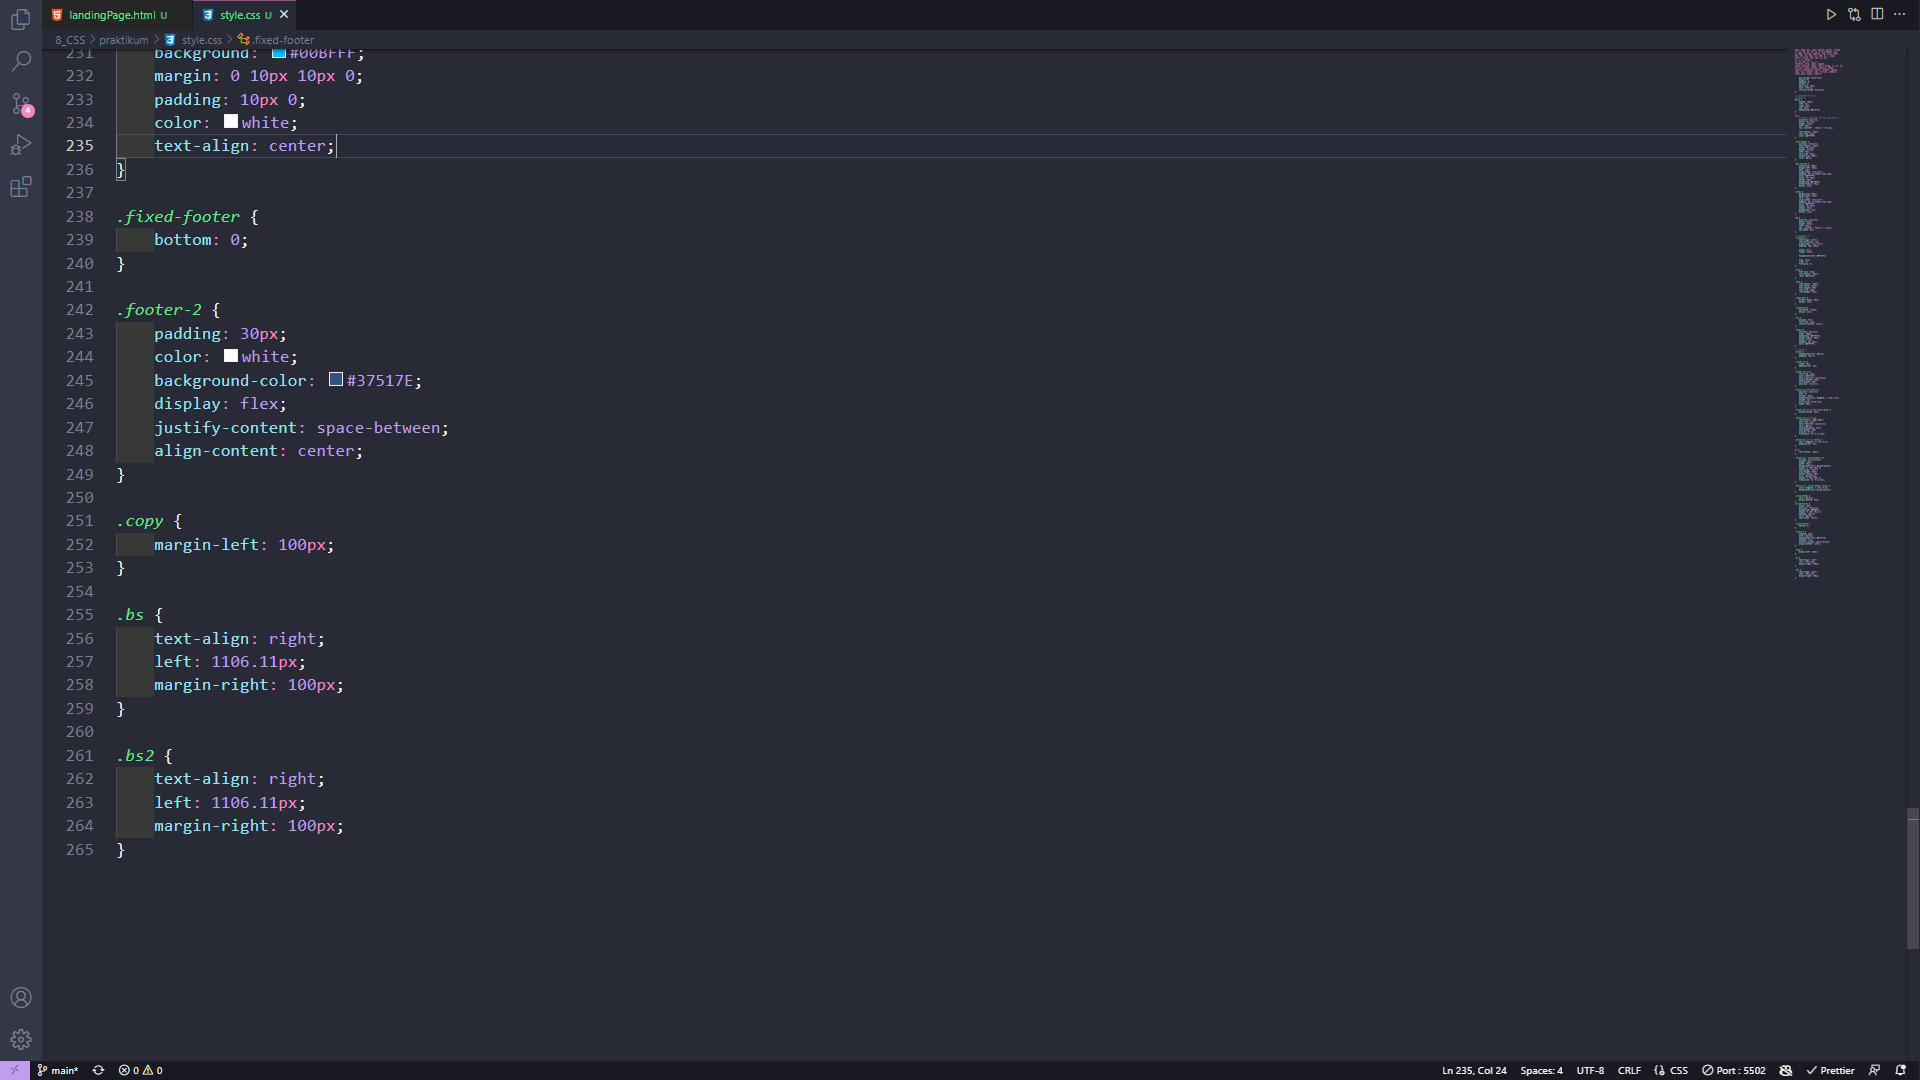 landingPage.html U
style.css U
8_CSS > praktikum > style.css > .fixed-footer
4
231 background: #00BFFF;
232 margin: 0 10px 10px 0;
233 padding: 10px 0;
234 color: white;
235 text-align: center;
236 }
237
238 .fixed-footer {
239 bottom: 0;
240 }
241
242 .footer-2 {
243 padding: 30px;
244 color: white;
245 background-color: #37517E;
246 display: flex;
247 justify-content: space-between;
248 align-content: center;
249 }
250
251 .copy {
252 margin-left: 100px;
253 }
254
255 .bs {
256 text-align: right;
257 left: 1106.11px;
258 margin-right: 100px;
259 }
260
261 .bs2 {
262 text-align: right;
263 left: 1106.11px;
264 margin-right: 100px;
265 }
main* 0 0 Ln 235, Col 24 Spaces: 4 UTF-8 CRLF CSS Port : 5502 Prettier